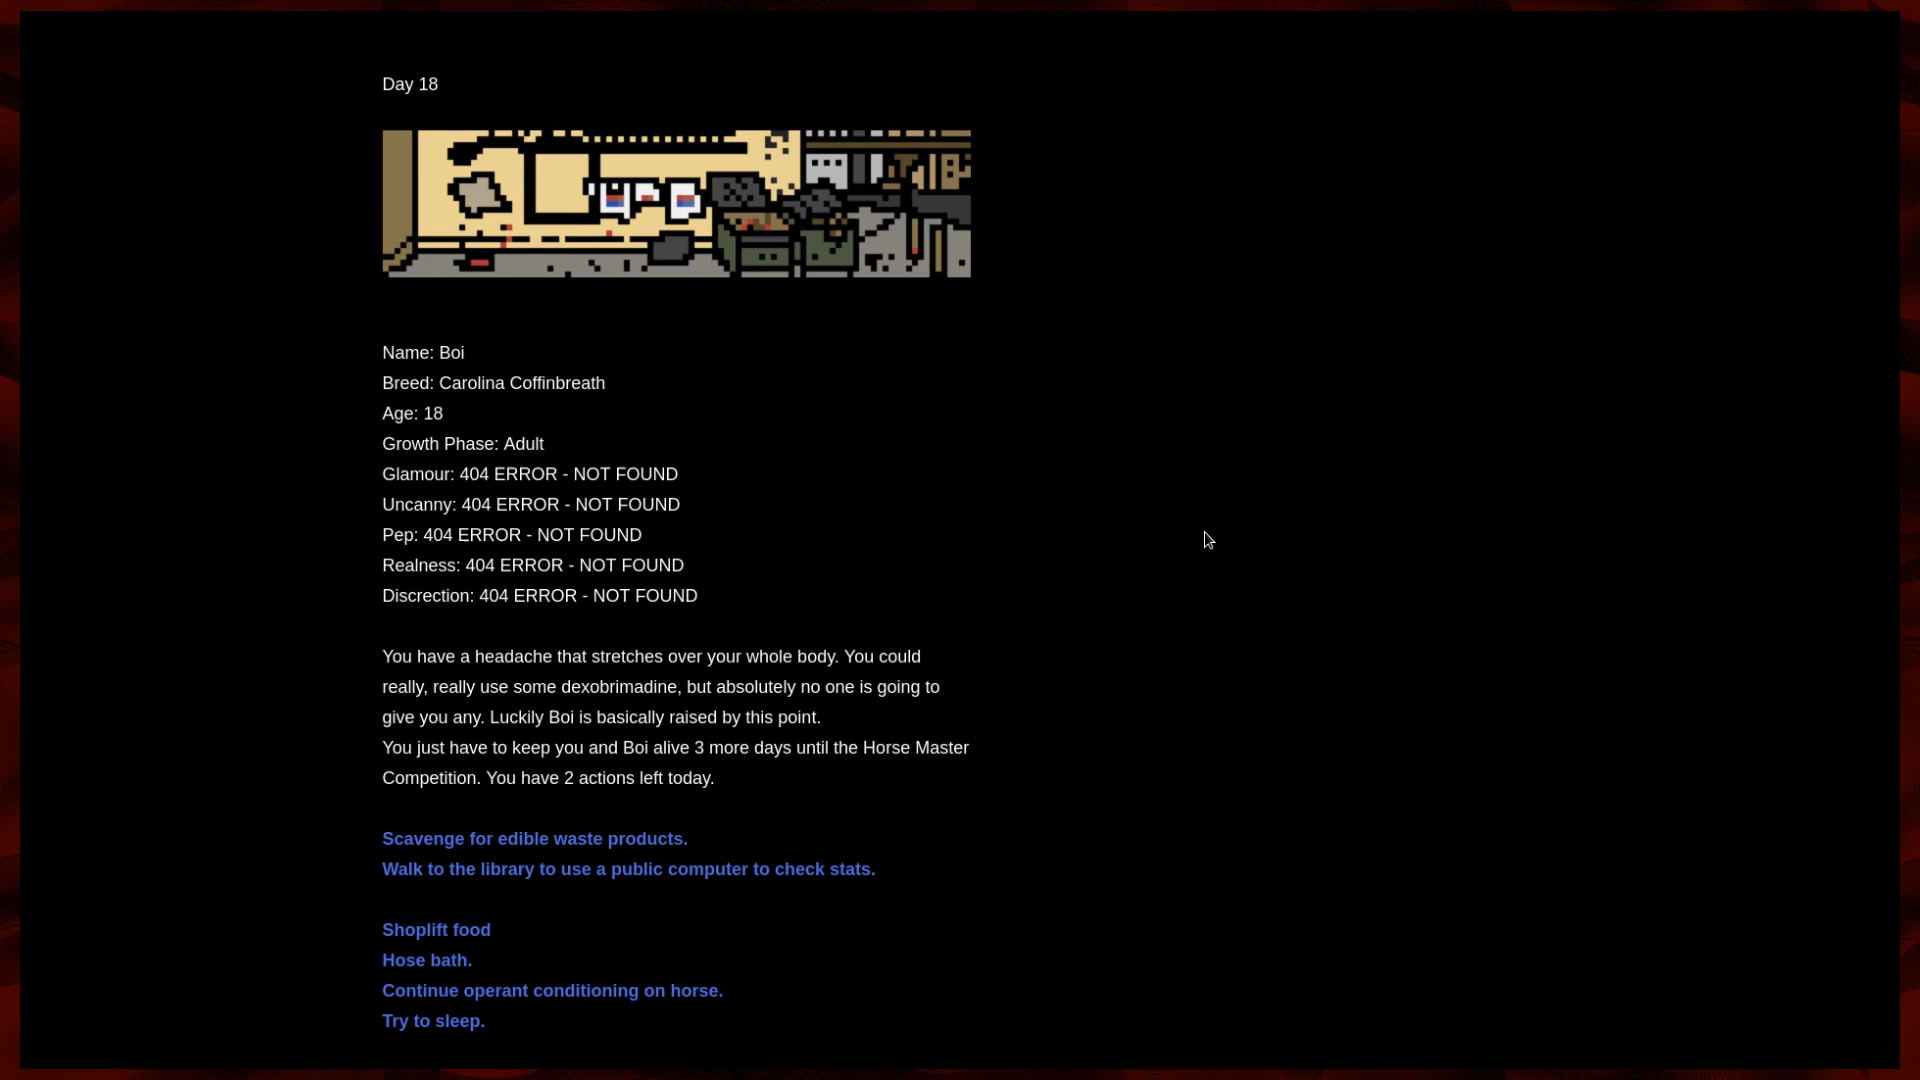 Day 18
Name: Boi
Breed: Carolina Coffinbreath
Age: 18
Growth Phase: Adult
Glamour: 404 ERROR - NOT FOUND
Uncanny: 404 ERROR - NOT FOUND
Pep: 404 ERROR - NOT FOUND
Realness: 404 ERROR - NOT FOUND
Discrection: 404 ERROR - NOT FOUND
You have a headache that stretches over your whole body. You could
really, really use some dexobrimadine, but absolutely no one is going to
give you any. Luckily Boi is basically raised by this point.
You just have to keep you and Boi alive 3 more days until the Horse Master
Competition. You have 2 actions left today.
Scavenge for edible waste products.
Walk to the library to use a public computer to check stats.
Shoplift food
Hose bath.
Continue operant conditioning on horse.
Try to sleep.